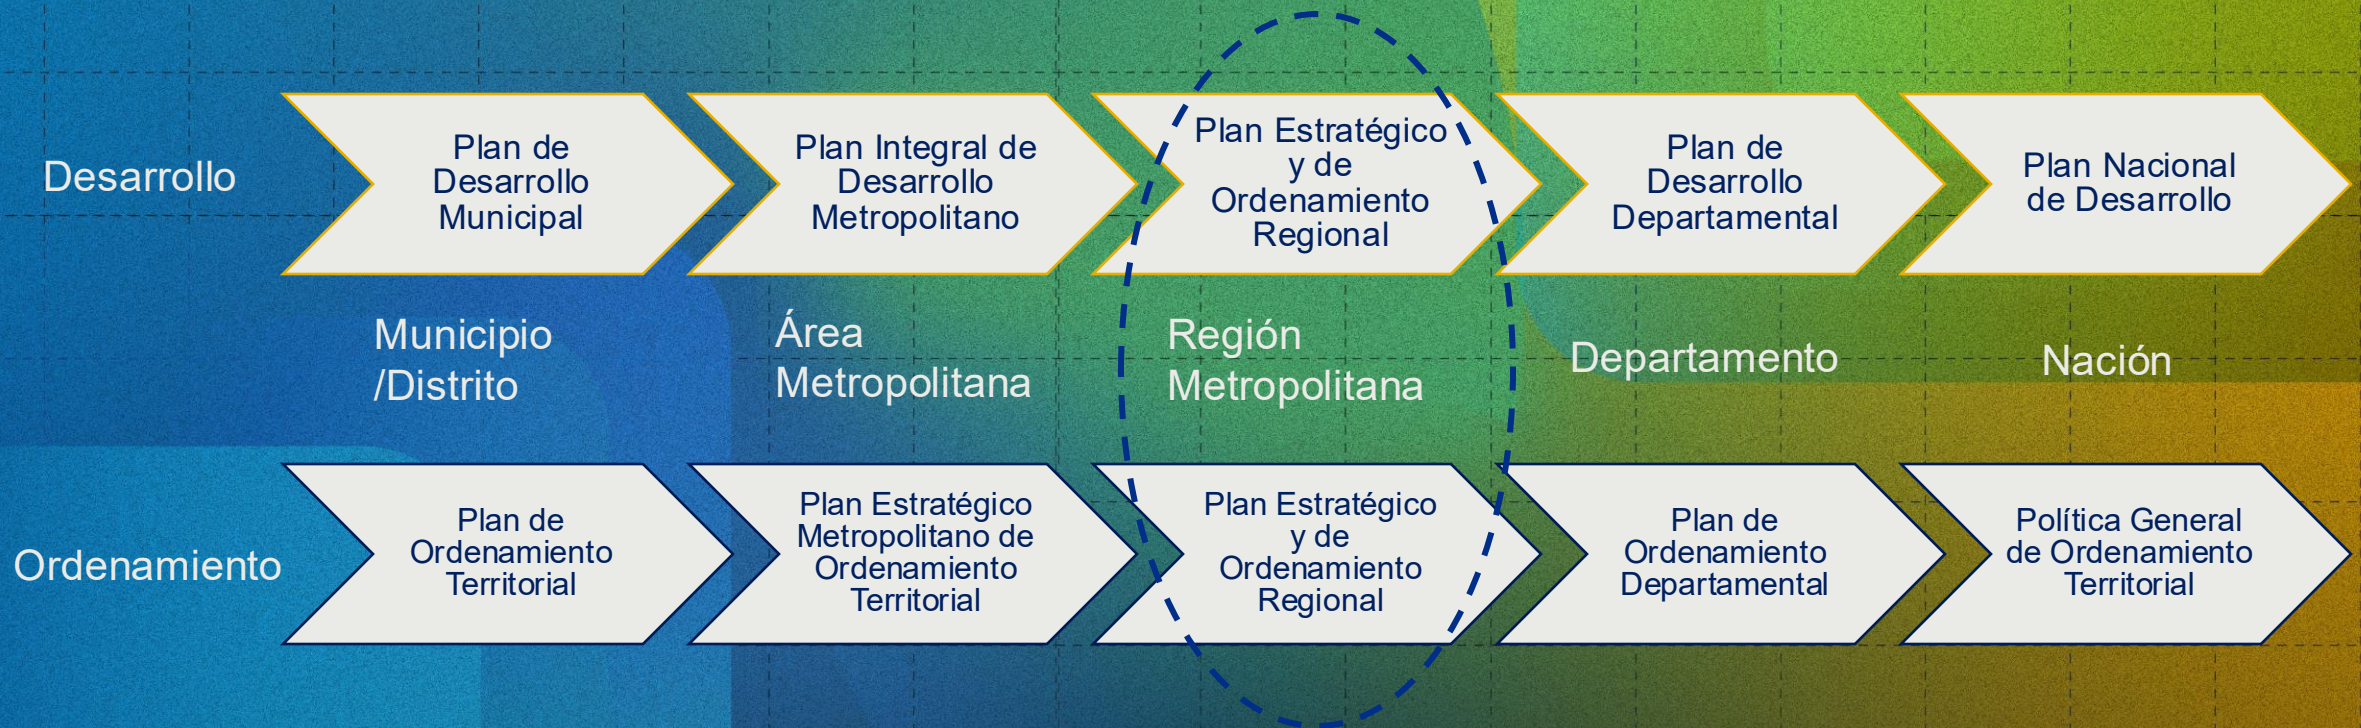 Desarrollo
Plan de
Desarrollo
Municipal
Plan Integral de
Desarrollo
Metropolitano
Plan Estratégico
y de
Ordenamiento
Regional
Plan de
Desarrollo
Departamental
Plan Nacional
de Desarrollo
Municipio
/Distrito
Área
Metropolitana
Región
Metropolitana
Departamento
Nación
Ordenamiento
Plan de
Ordenamiento
Territorial
Plan Estratégico
Metropolitano de
Ordenamiento
Territorial
Plan Estratégico
y de
Ordenamiento
Regional
Plan de
Ordenamiento
Departamental
Política General
de Ordenamiento
Territorial